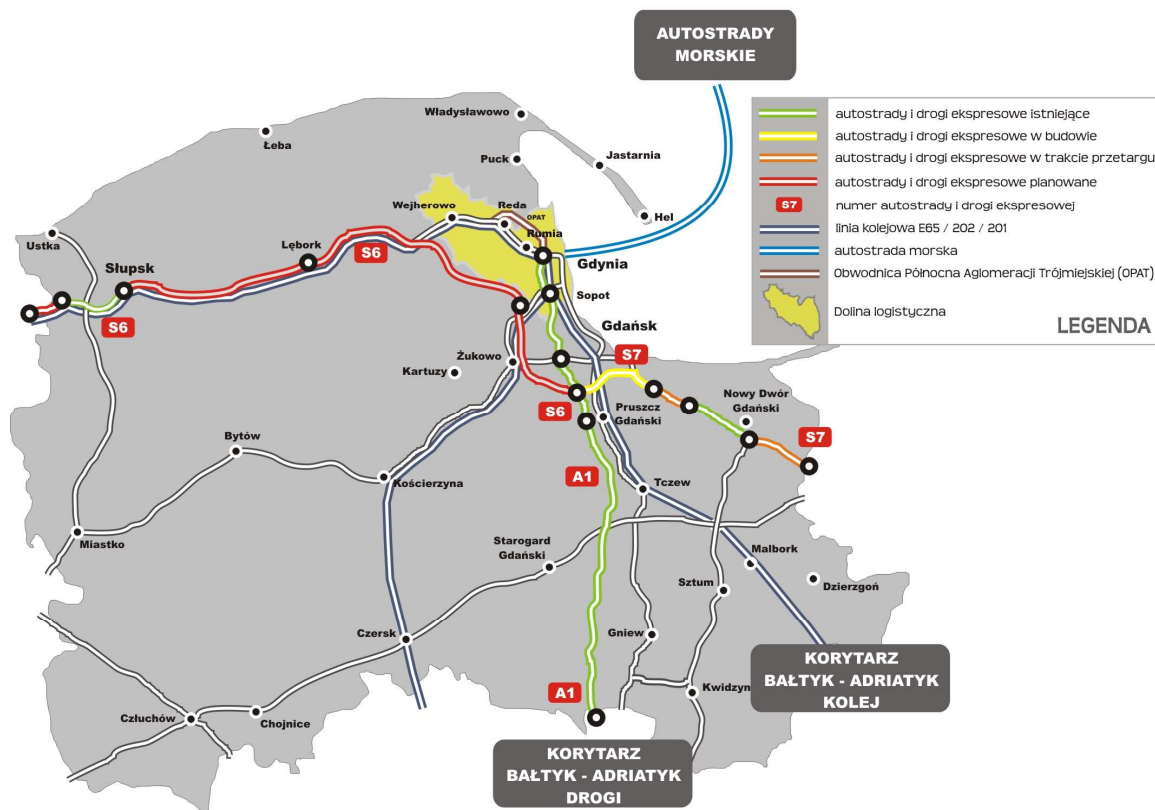 AUTOSTRADY
MORSKIE
autostrady i drogi ekspresowe istniejące
autostrady i drogi ekspresowe w budowie
autostrady i drogi ekspresowe w trakcie przetargu
autostrady i drogi ekspresowe planowane
S7
numer autostrady i drogi ekspresowej
linia kolejowa E65 / 202 / 201
autostrada morska
Obwodnica Północna Aglomeracji Trójmiejskiej (OPAT)
Dolina logistyczna
LEGENDA
Władysławowo
Łeba
Puck
Jastarnia
Hel
Wejherowo
Reda
OPAT
Rumia
Ustka
Lębork
S6
Gdynia
Słupsk
Sopot
S6
Gdańsk
Żukowo
S7
Kartuzy
Nowy Dwór
Gdański
S6
Pruszcz
Gdański
S7
Bytów
A1
Kościerzyna
Tczew
Miastko
Starogard
Gdański
Malbork
Sztum
Dzierzgoń
Czersk
Gniew
KORYTARZ
BAŁTYK - ADRIATYK
KOLEJ
A1
Kwidzyn
Człuchów
Chojnice
KORYTARZ
BAŁTYK - ADRIATYK
DROGI